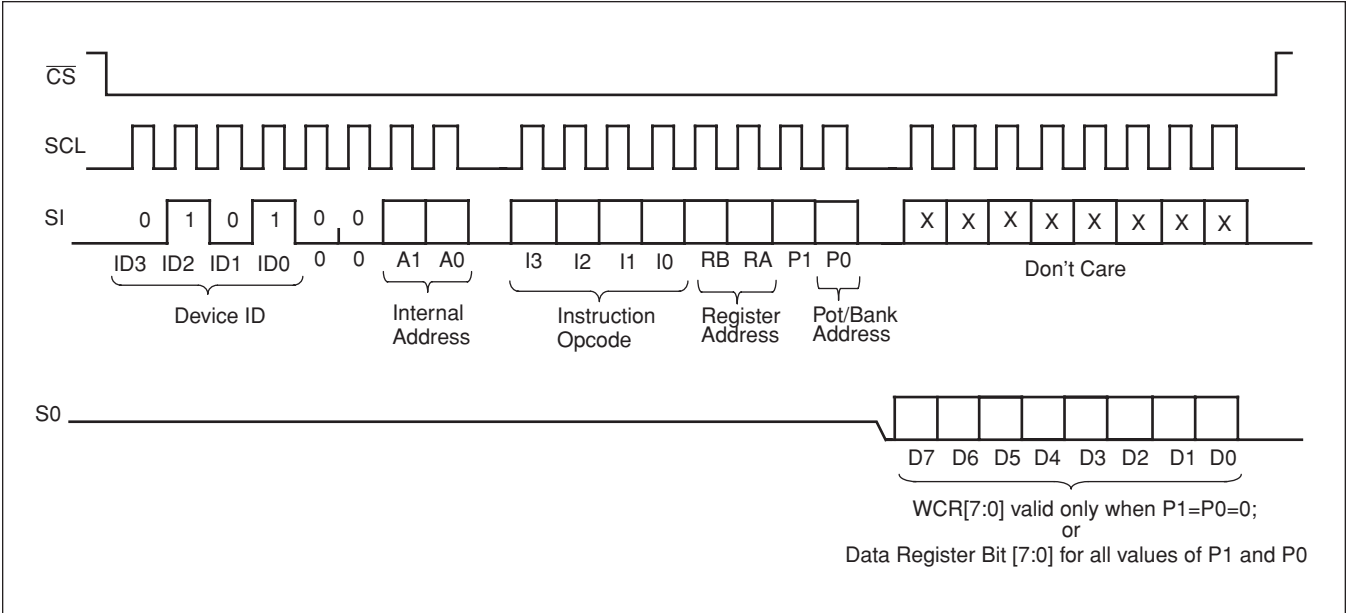 CS
SCL
SI
0 1 0 1 0 0
X X X X X X X X
ID3 ID2 ID1 ID0 0 0 A1 A0 I3 I2 I1 I0 RB RA P1 P0
Don't Care
Device ID
Internal
Address
Instruction
Opcode
Register
Address
Pot/Bank
Address
S0
D7 D6 D5 D4 D3 D2 D1 D0
WCR[7:0] valid only when P1=P0=0;
or
Data Register Bit [7:0] for all values of P1 and P0